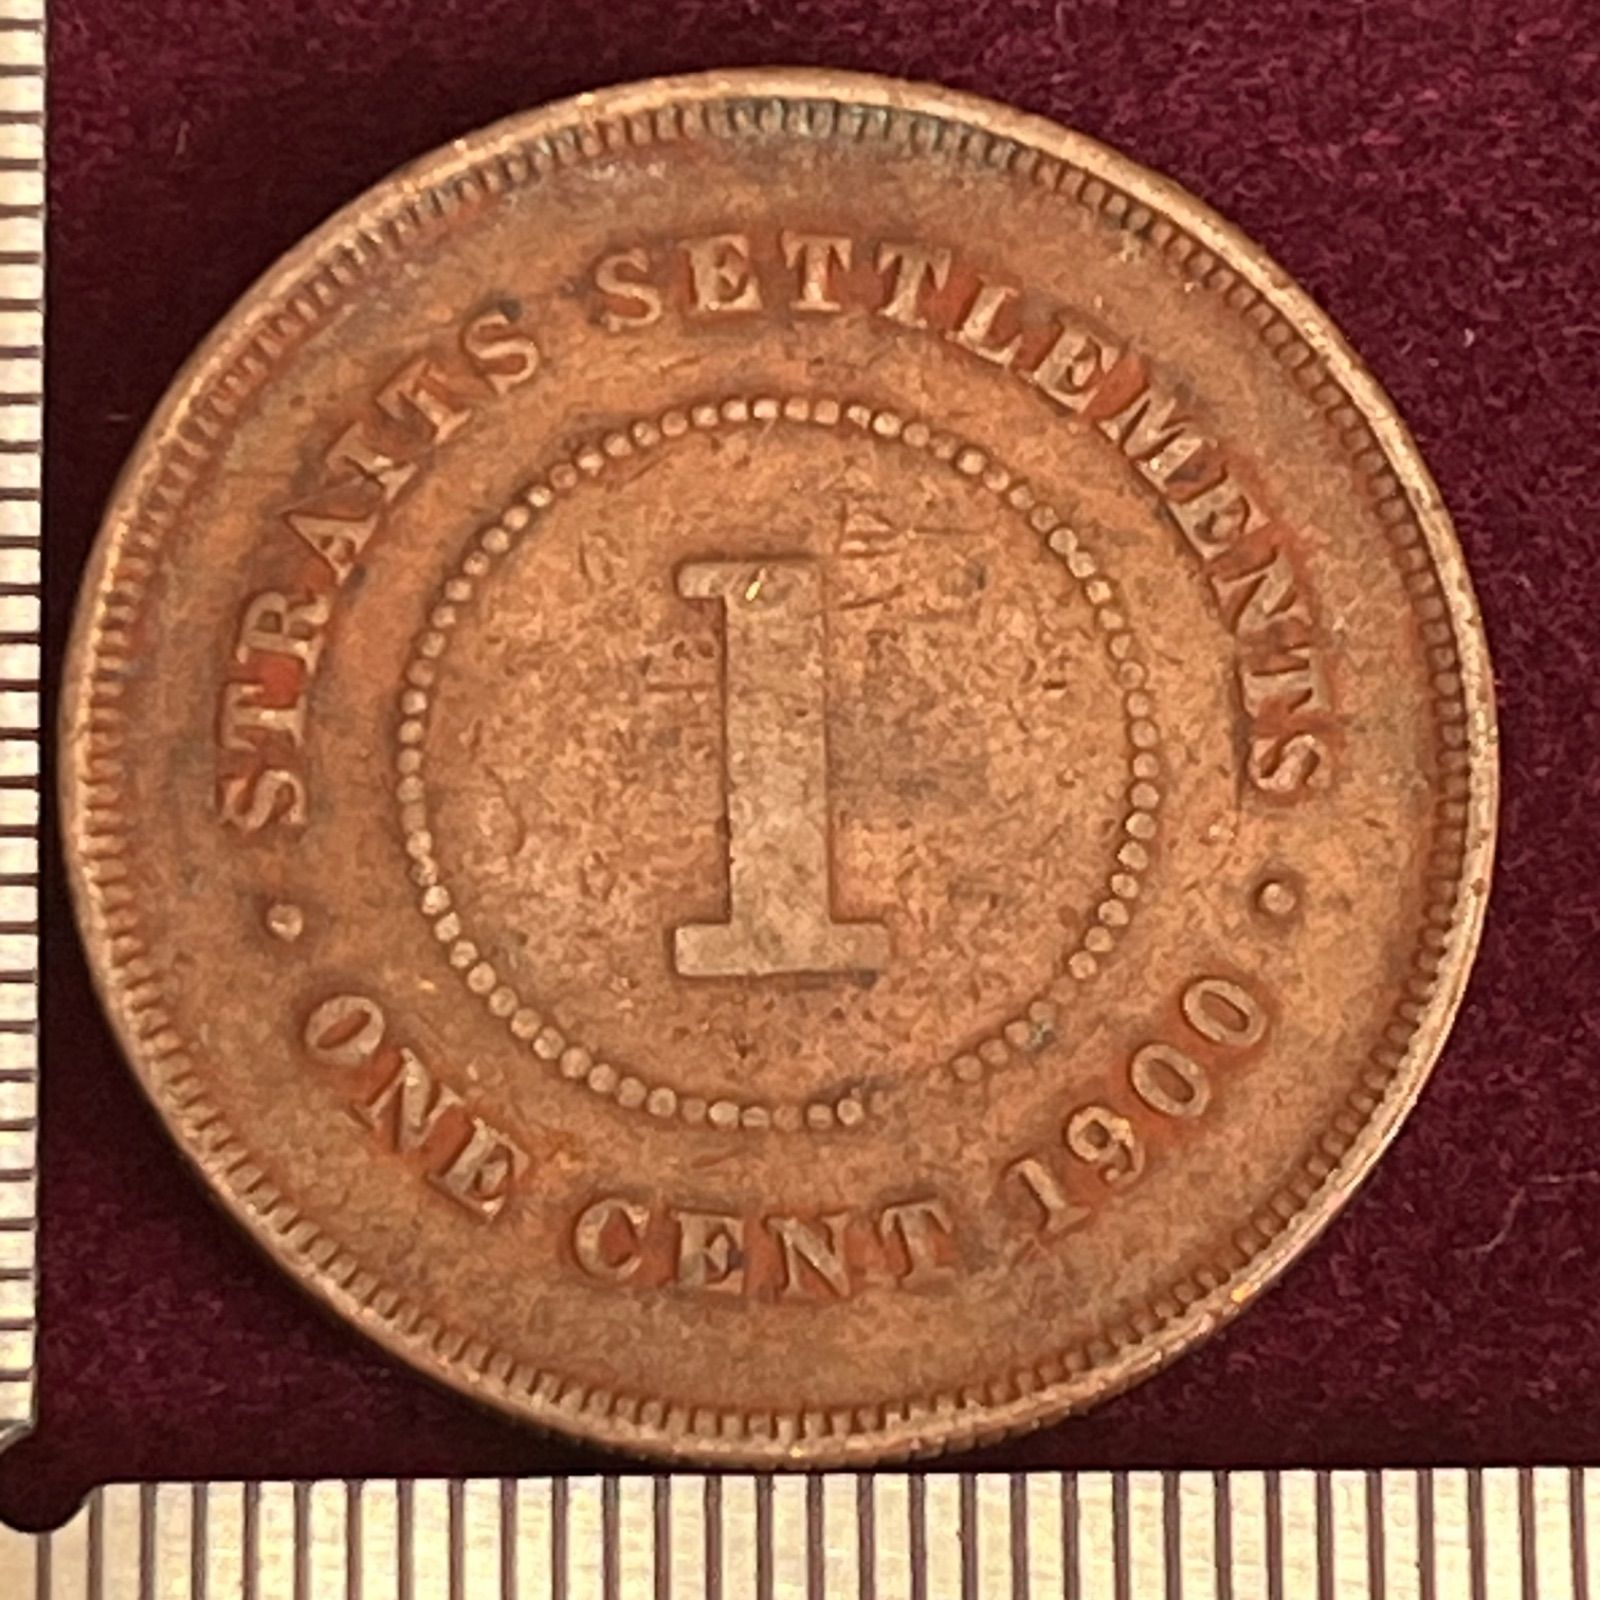 STRAITS SETTLEMENTS
1
· ONE CENT 1900 ·